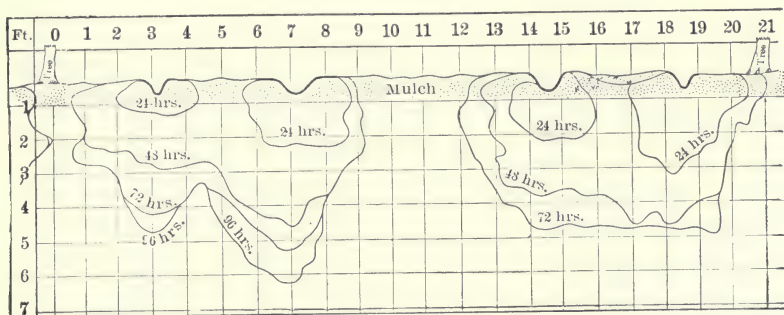 Ft. 0 1 2 3 4 5 6 7 8 9 10 11 12 13 14 15 16 17 18 19 20 21
Tree
Tree
Mulch
1
24 hrs.
24 hrs.
24 hrs.
24 hrs.
2
48 hrs.
48 hrs.
3
72 hrs.
72 hrs.
4
96 hrs.
96 hrs.
5
6
7